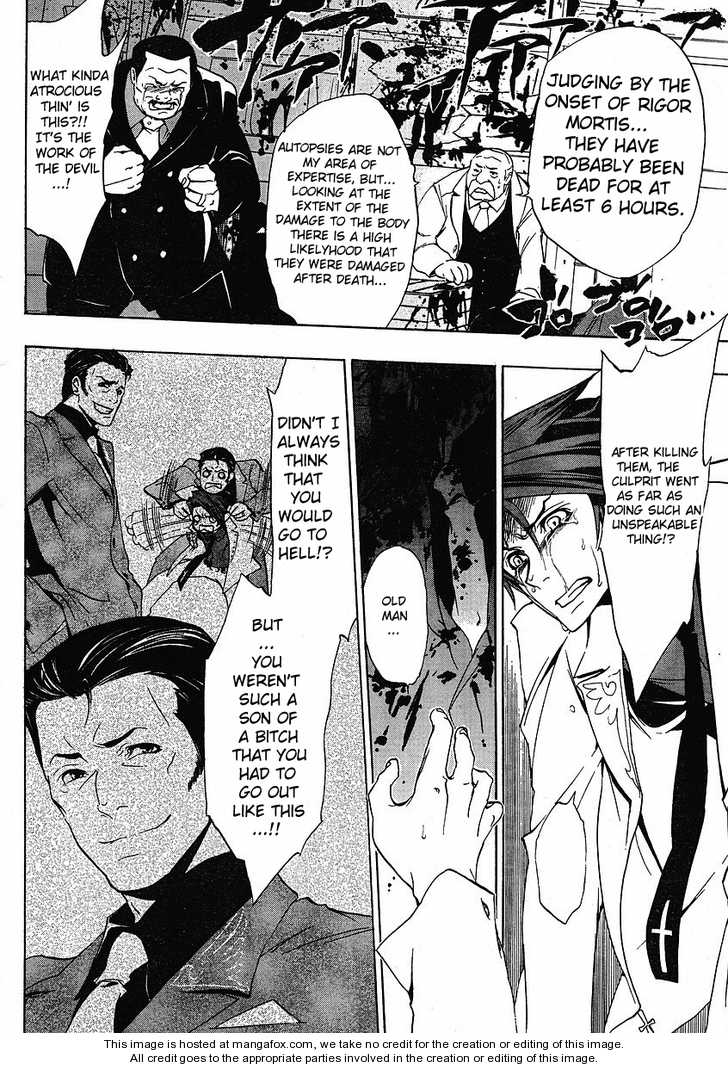 JUDGING BY THE
ONSET OF RIGOR
MORTIS...
THEY HAVE
PROBABLY BEEN
DEAD FOR AT
LEAST 6 HOURS.
AUTOPSIES ARE NOT
MY AREA OF
EXPERTISE, BUT...
LOOKING AT THE
EXTENT OF THE
DAMAGE TO THE BODY
THERE IS A HIGH
LIKELYHOOD THAT
THEY WERE DAMAGED
AFTER DEATH...
WHAT KINDA
ATROCIOUS
THIN' IS
THIS?!!
IT'S THE
WORK OF
THE DEVIL
...!
AFTER KILLING
THEM, THE
CULPRIT WENT
AS FAR AS
DOING SUCH AN
UNSPEAKABLE
THING!?
OLD
MAN
...
DIDN'T I
ALWAYS
THINK
THAT
YOU
WOULD
GO TO
HELL!?
BUT
...
YOU
WEREN'T
SUCH A
SON OF
A BITCH
THAT YOU
HAD TO
GO OUT
LIKE THIS
...!!
This image is hosted at mangafox.com, we take no credit for the creation or editing of this image.
All credit goes to the appropriate parties involved in the creation or editing of this image.